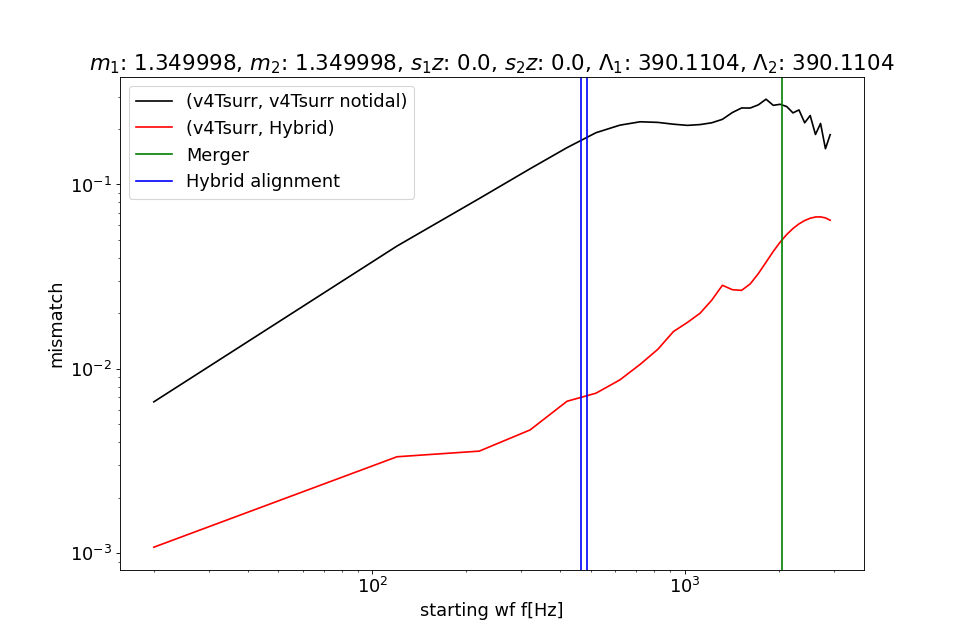 m₁: 1.349998, m₂: 1.349998, s₁z: 0.0, s₂z: 0.0, Λ₁: 390.1104, Λ₂: 390.1104
(v4Tsurr, v4Tsurr notidal)
(v4Tsurr, Hybrid)
Merger
Hybrid alignment
mismatch
10⁻¹
10⁻²
10⁻³
10² 10³
starting wf f[Hz]